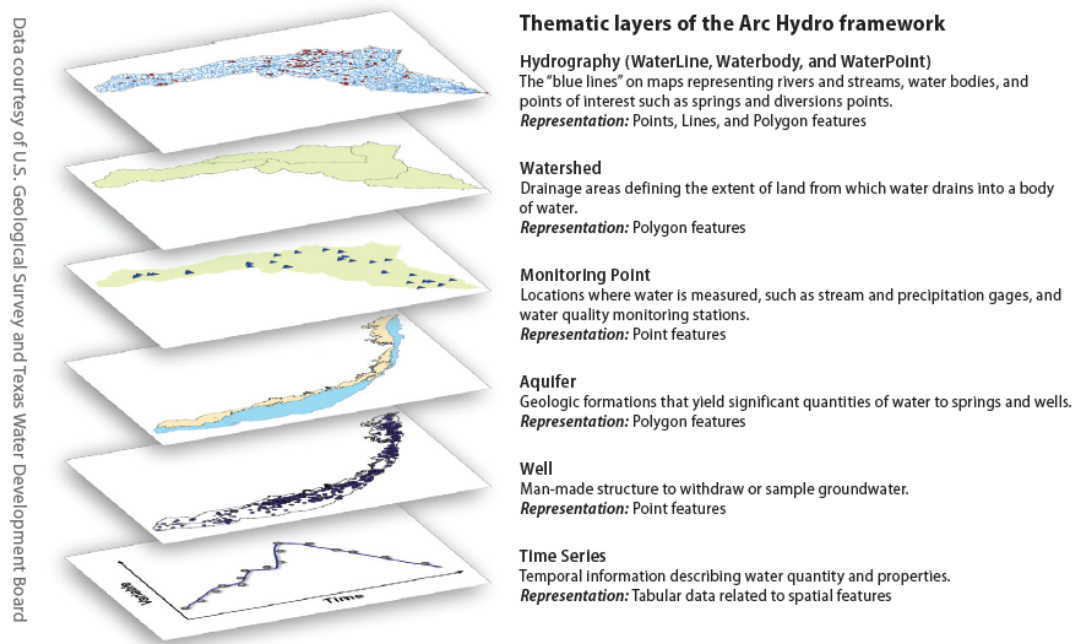 Data courtesy of U.S. Geological Survey and Texas Water Development Board
Thematic layers of the Arc Hydro framework
Hydrography (WaterLine, Waterbody, and WaterPoint)
The “blue lines” on maps representing rivers and streams, water bodies, and
points of interest such as springs and diversions points.
Representation: Points, Lines, and Polygon features
Watershed
Drainage areas defining the extent of land from which water drains into a body
of water.
Representation: Polygon features
Monitoring Point
Locations where water is measured, such as stream and precipitation gages, and
water quality monitoring stations.
Representation: Point features
Aquifer
Geologic formations that yield significant quantities of water to springs and wells.
Representation: Polygon features
Well
Man-made structure to withdraw or sample groundwater.
Representation: Point features
Time Series
Temporal information describing water quantity and properties.
Representation: Tabular data related to spatial features
Variable
Time